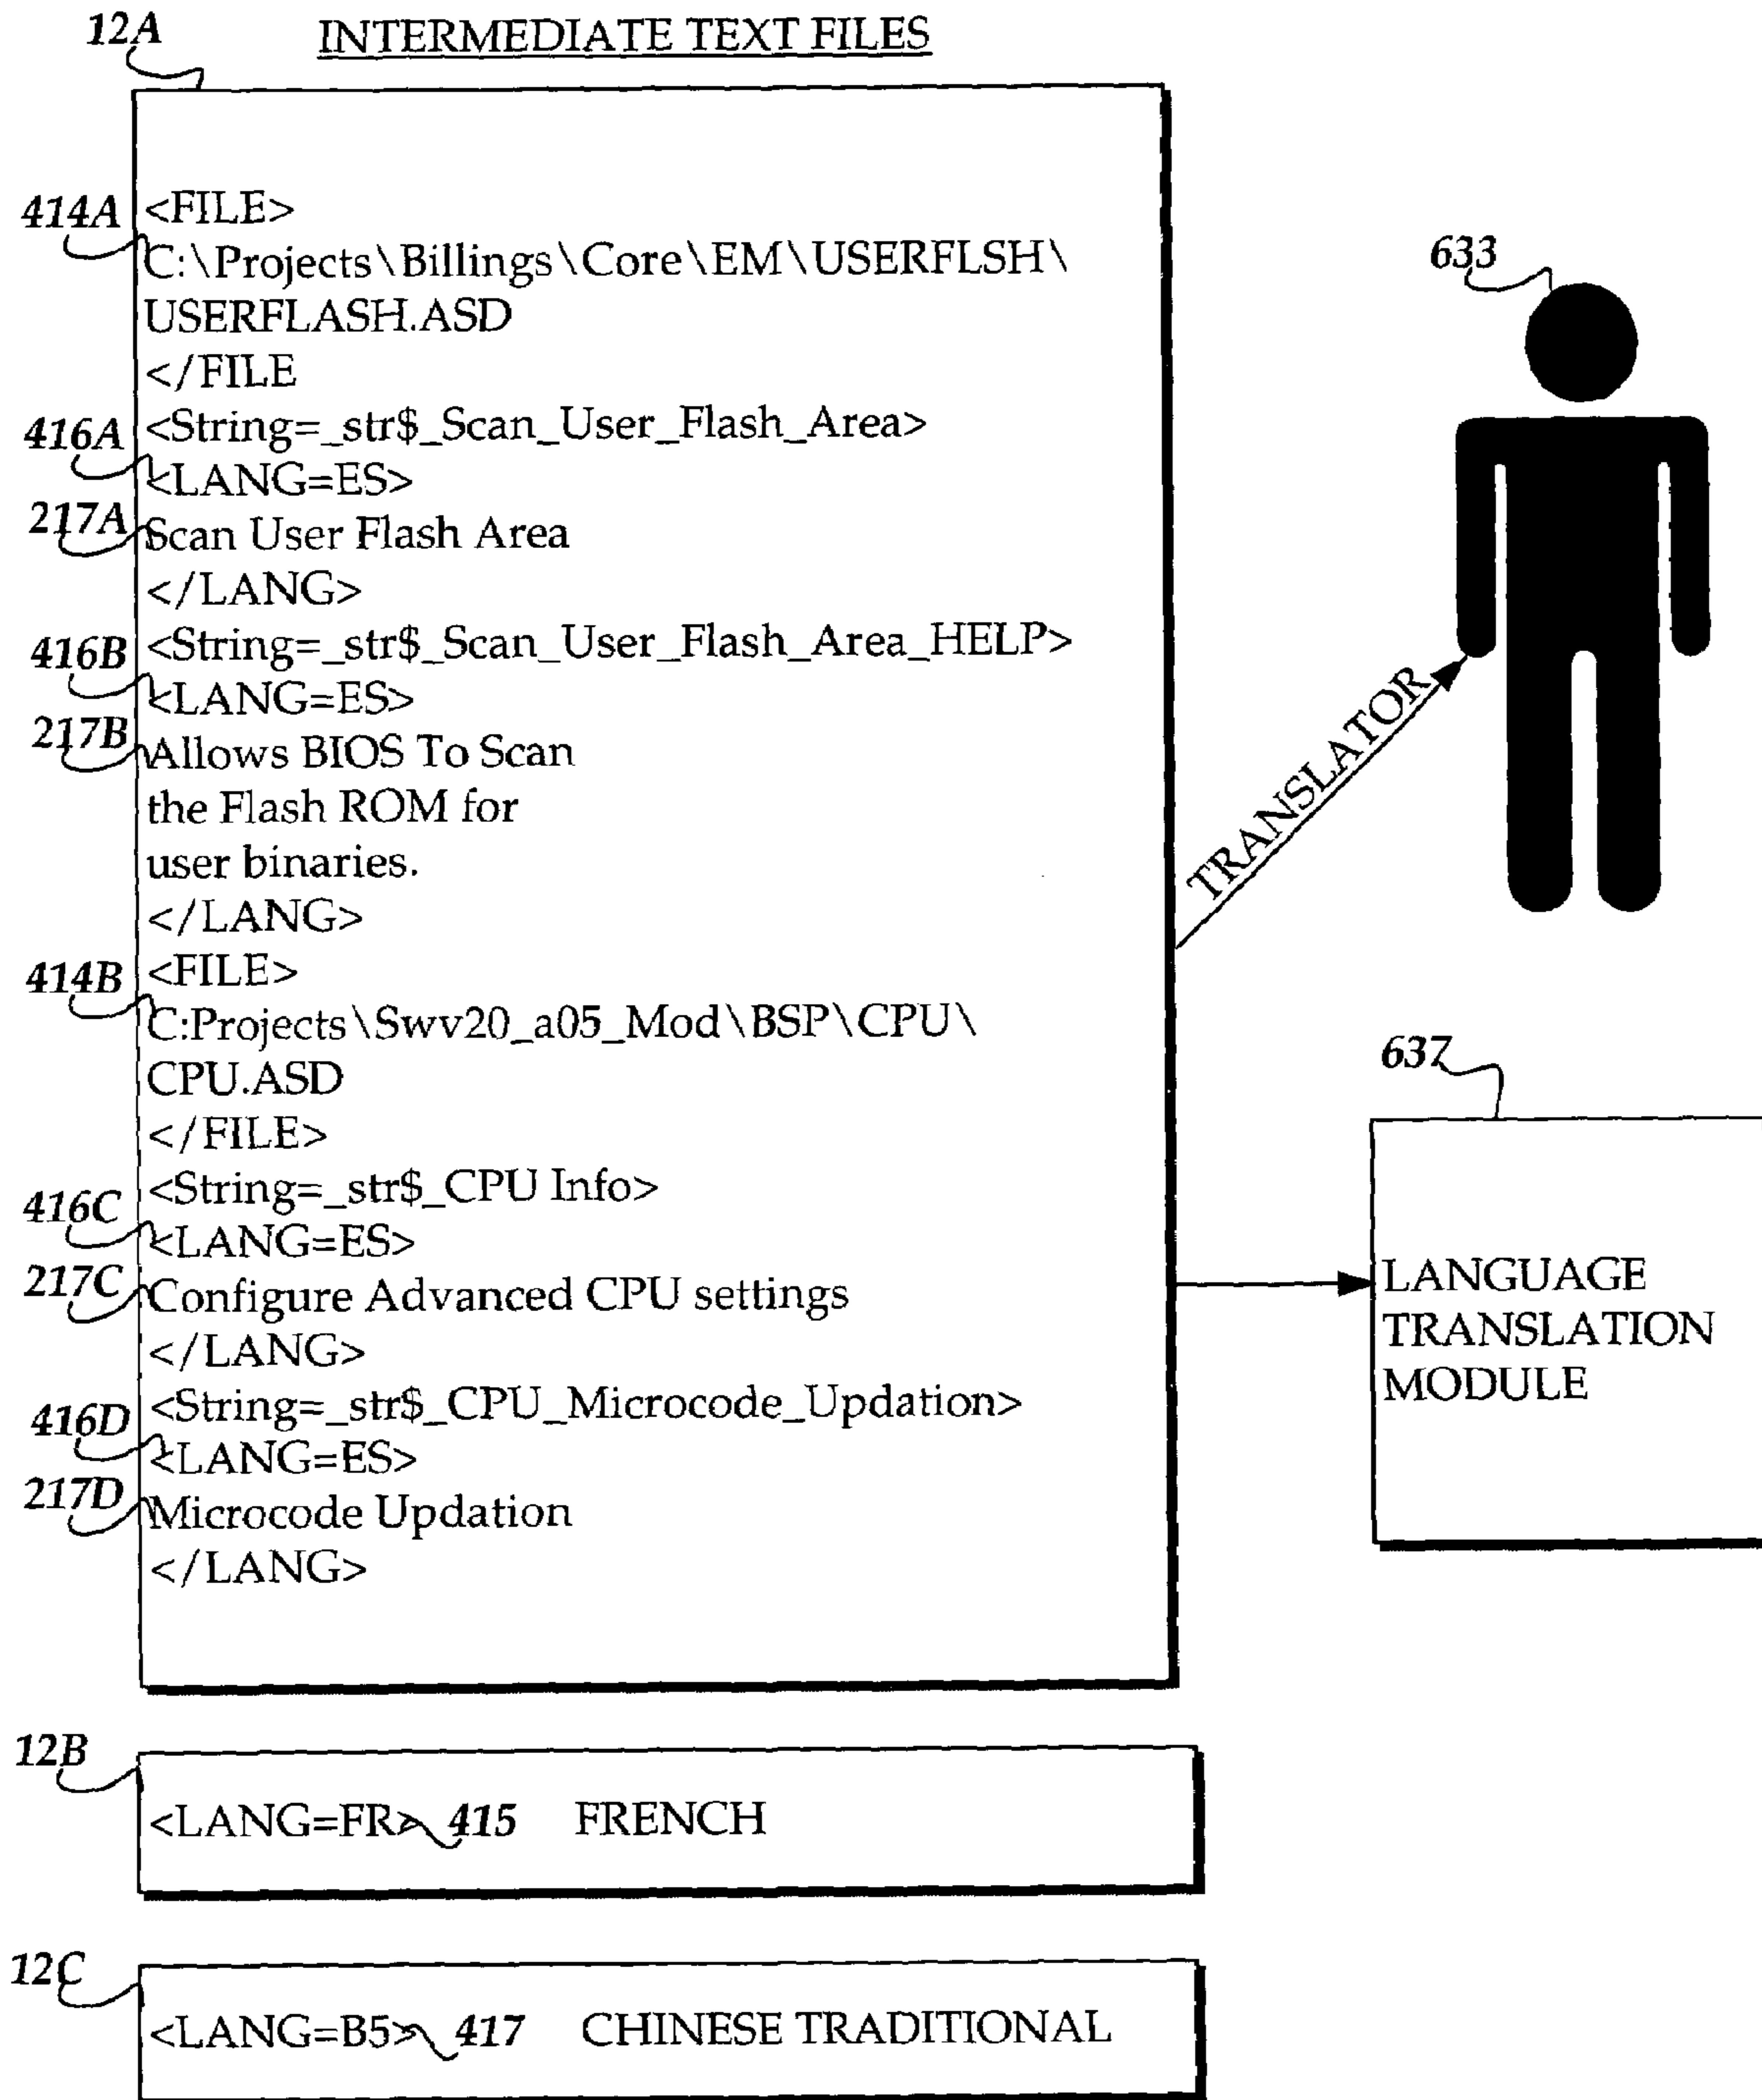 12A
INTERMEDIATE TEXT FILES
414A
<FILE>
C:\Projects\Billings\Core\EM\USERFLSH\
USERFLASH.ASD
</FILE
416A
<String=_str$_Scan_User_Flash_Area>
<LANG=ES>
217A
Scan User Flash Area
</LANG>
416B
<String=_str$_Scan_User_Flash_Area_HELP>
<LANG=ES>
217B
Allows BIOS To Scan
the Flash ROM for
user binaries.
</LANG>
414B
<FILE>
C:Projects\Swv20_a05_Mod\BSP\CPU\
CPU.ASD
</FILE>
416C
<String=_str$_CPU Info>
<LANG=ES>
217C
Configure Advanced CPU settings
</LANG>
416D
<String=_str$_CPU_Microcode_Updation>
<LANG=ES>
217D
Microcode Updation
</LANG>
633
TRANSLATOR
637
LANGUAGE
TRANSLATION
MODULE
12B
<LANG=FR> 415 FRENCH
12C
<LANG=B5> 417 CHINESE TRADITIONAL